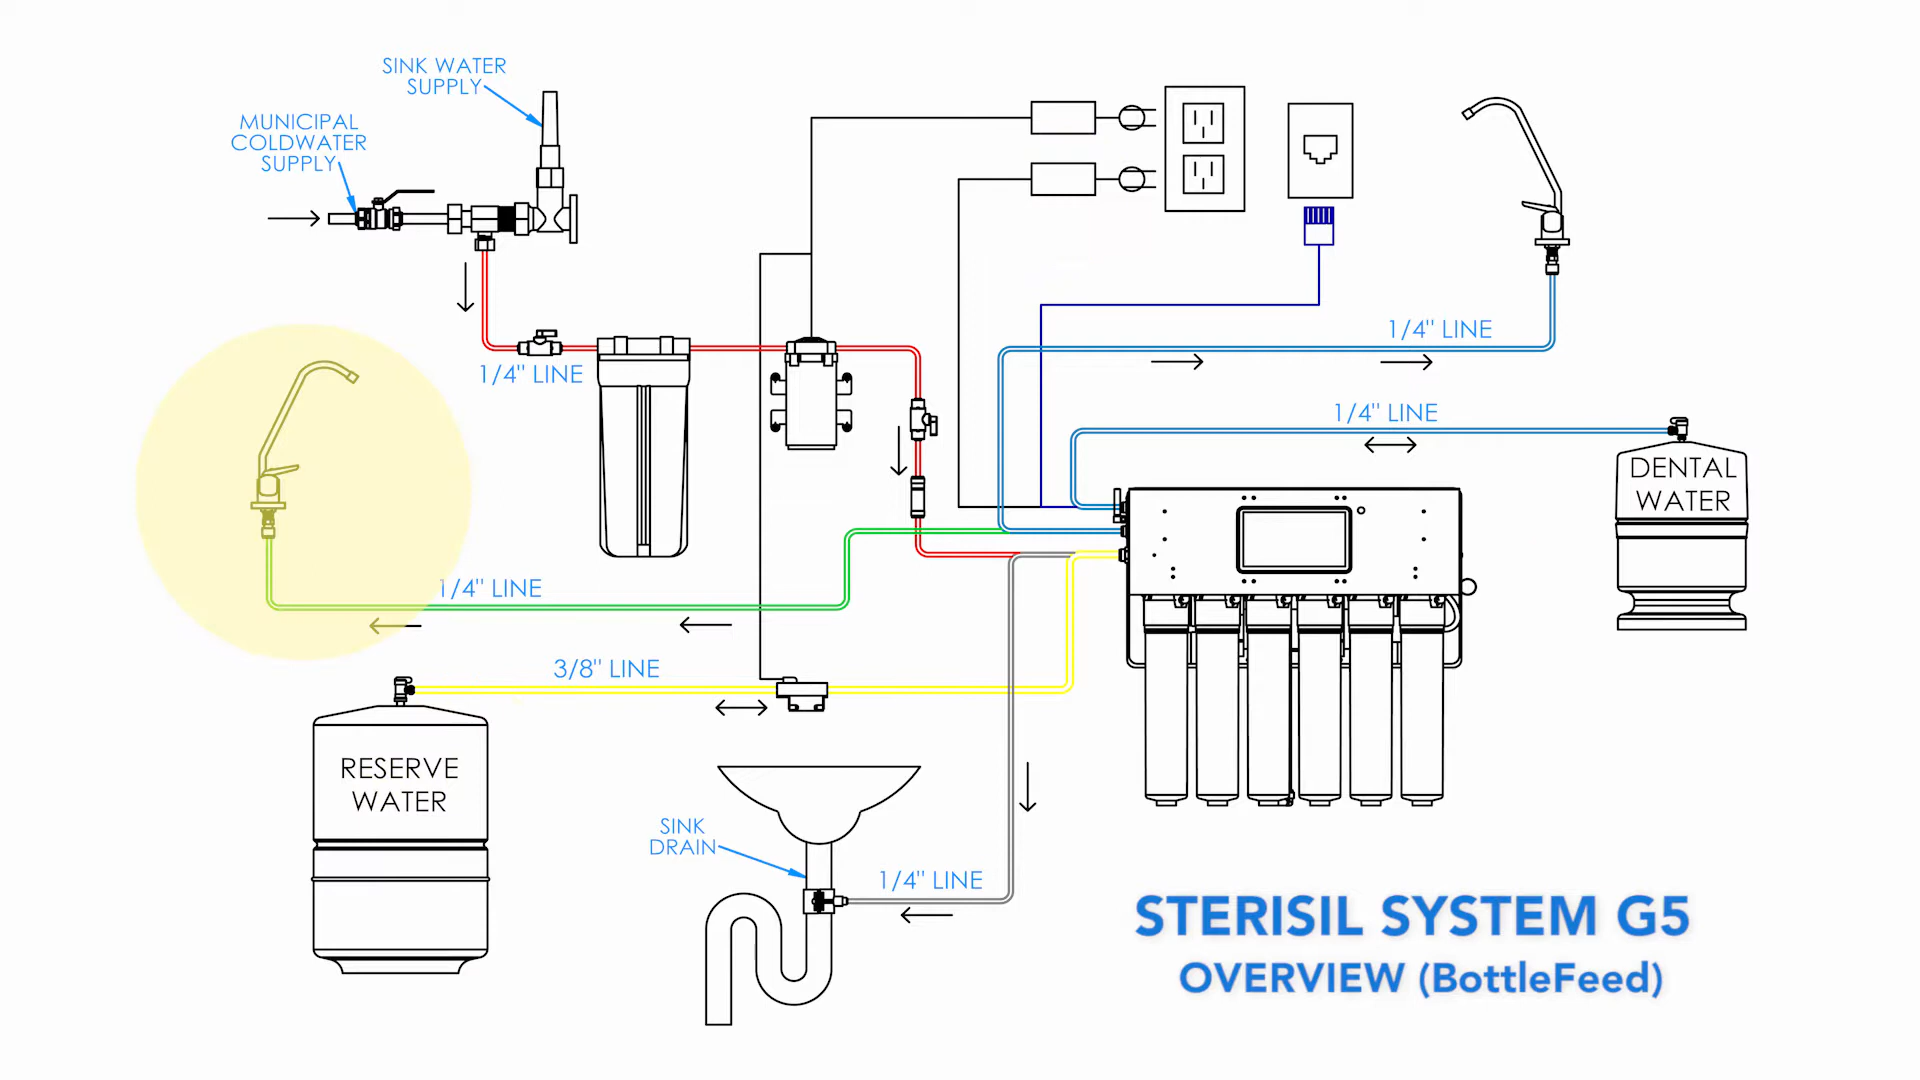 SINK WATER
SUPPLY
MUNICIPAL
COLDWATER
SUPPLY
1/4" LINE
1/4" LINE
1/4" LINE
DENTAL
WATER
1/4" LINE
3/8" LINE
RESERVE
WATER
SINK
DRAIN
1/4" LINE
STERISIL SYSTEM G5
OVERVIEW (BottleFeed)